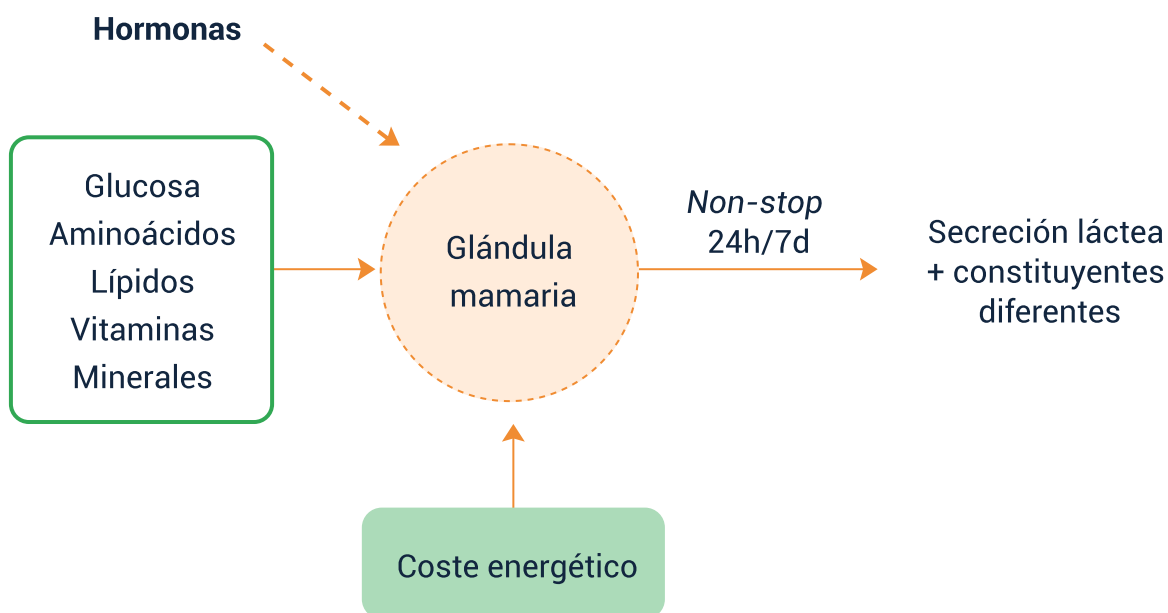 Hormonas
Glucosa
Aminoácidos
Lípidos
Vitaminas
Minerales
Glándula
mamaria
Non-stop
24h/7d
Secreción láctea
+ constituyentes
diferentes
Coste energético